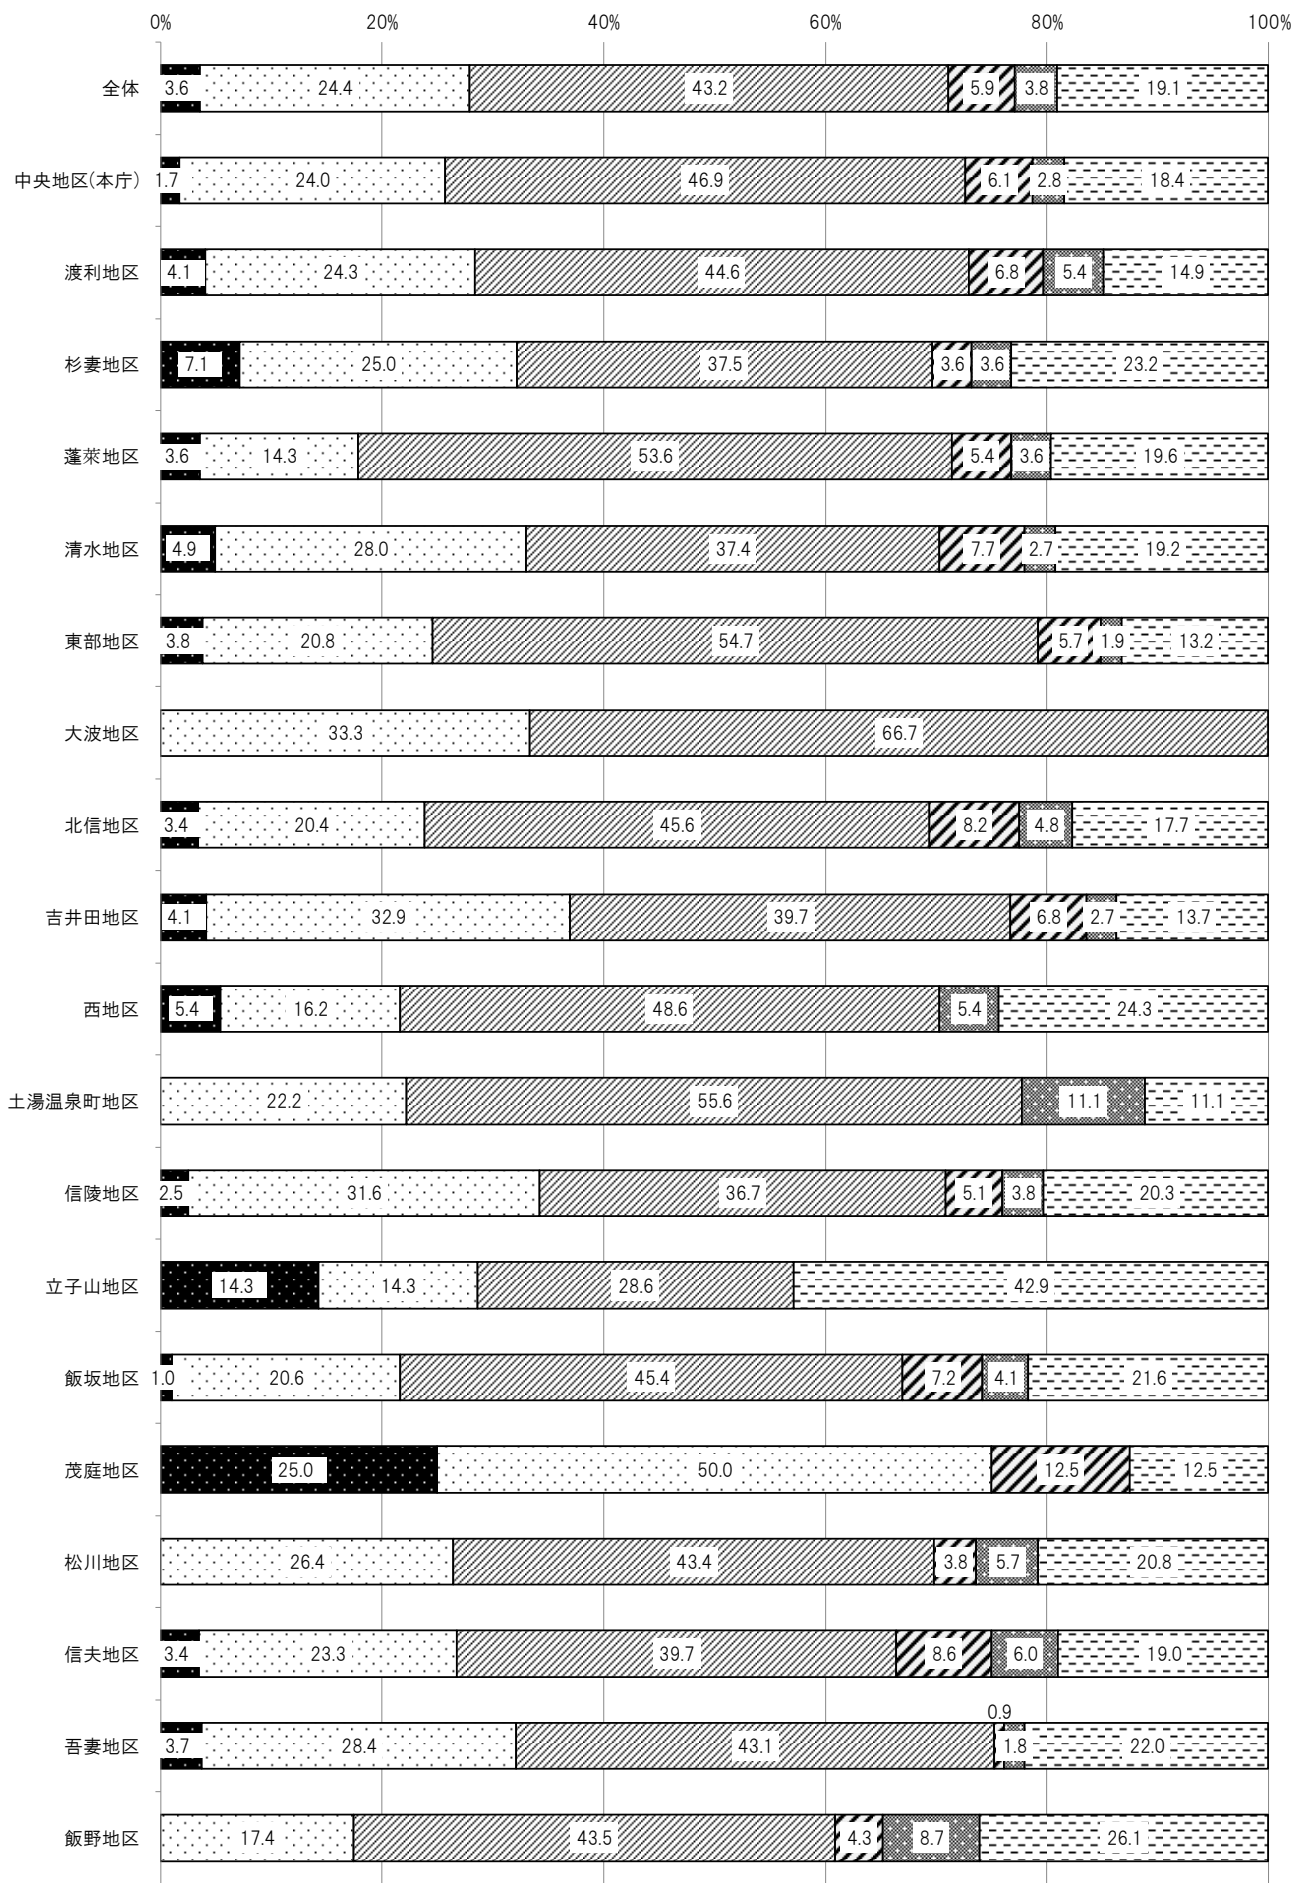 0% 20% 40% 60% 80% 100%
全体 3.6 24.4 43.2 5.9 3.8 19.1
中央地区(本庁) 1.7 24.0 46.9 6.1 2.8 18.4
渡利地区 4.1 24.3 44.6 6.8 5.4 14.9
杉妻地区 7.1 25.0 37.5 3.6 3.6 23.2
蓬萊地区 3.6 14.3 53.6 5.4 3.6 19.6
清水地区 4.9 28.0 37.4 7.7 2.7 19.2
東部地区 3.8 20.8 54.7 5.7 1.9 13.2
大波地区 33.3 66.7
北信地区 3.4 20.4 45.6 8.2 4.8 17.7
吉井田地区 4.1 32.9 39.7 6.8 2.7 13.7
西地区 5.4 16.2 48.6 5.4 24.3
土湯温泉町地区 22.2 55.6 11.1 11.1
信陵地区 2.5 31.6 36.7 5.1 3.8 20.3
立子山地区 14.3 14.3 28.6 42.9
飯坂地区 1.0 20.6 45.4 7.2 4.1 21.6
茂庭地区 25.0 50.0 12.5 12.5
松川地区 26.4 43.4 3.8 5.7 20.8
信夫地区 3.4 23.3 39.7 8.6 6.0 19.0
吾妻地区 3.7 28.4 43.1 0.9 1.8 22.0
飯野地区 17.4 43.5 4.3 8.7 26.1